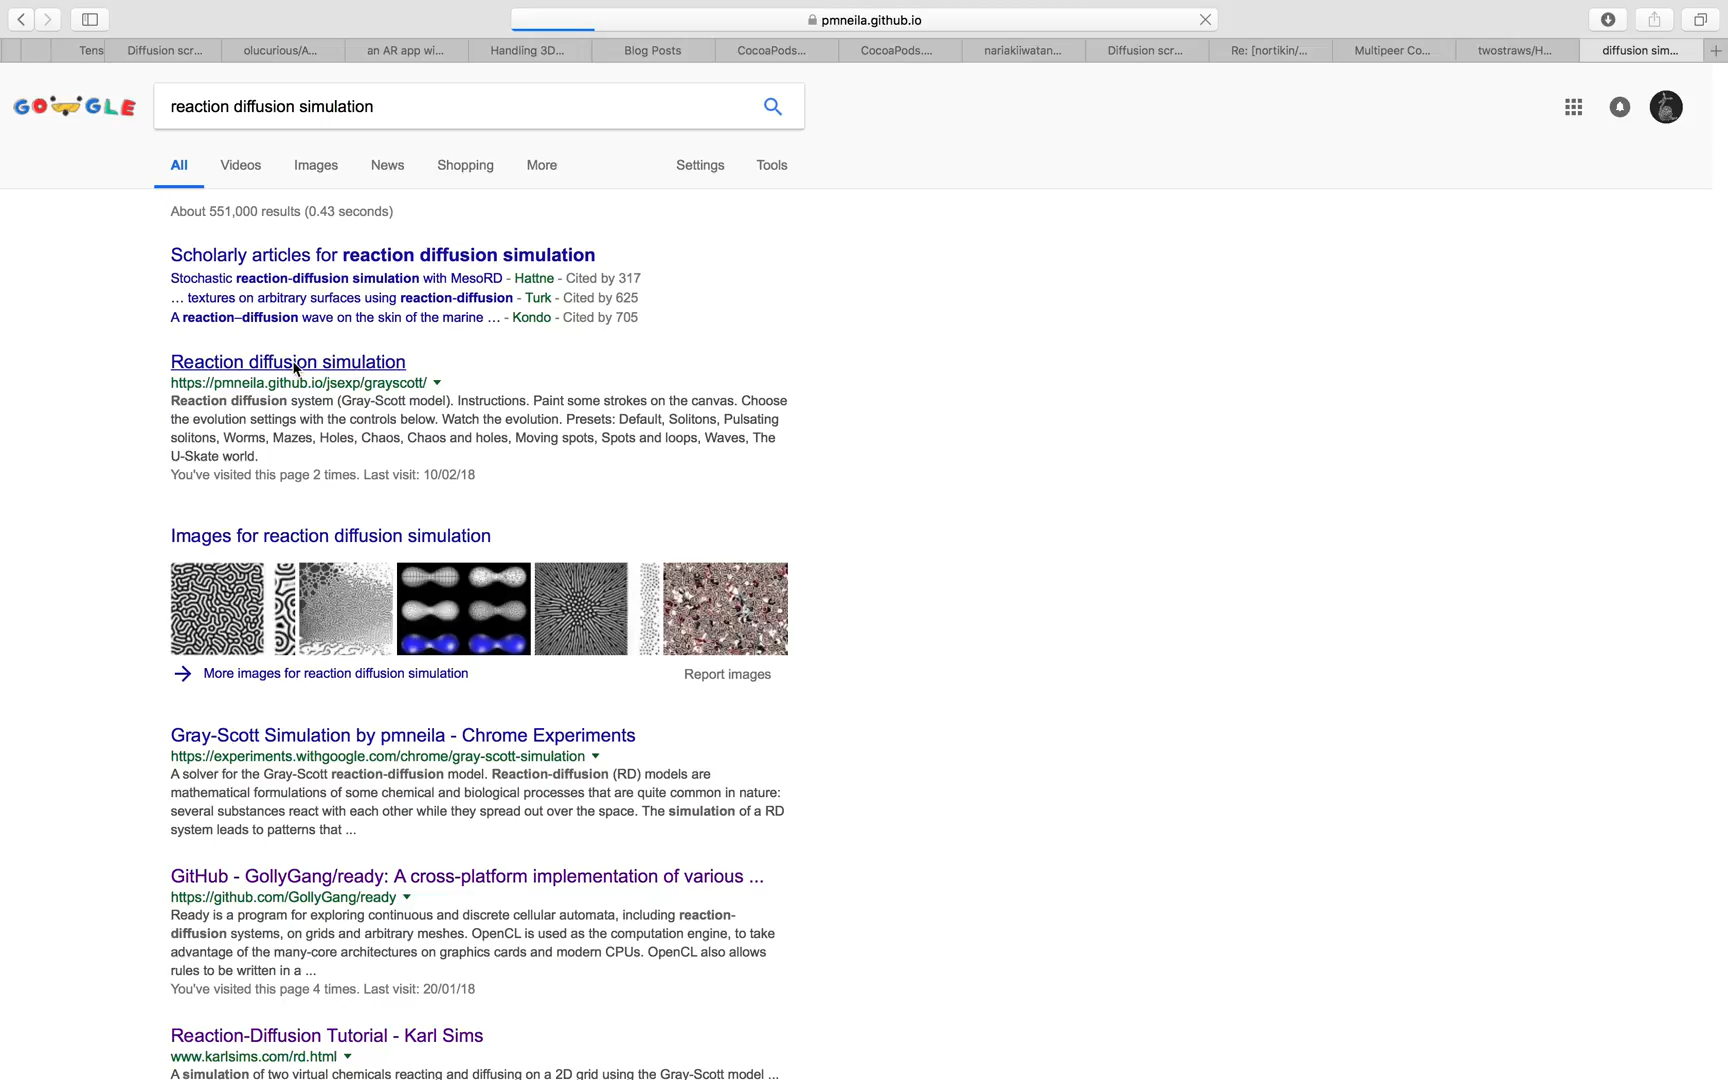 pmneila.github.io
Tens
Diffusion scr...
olucurious/A...
an AR app wi...
Handling 3D...
Blog Posts
CocoaPods...
CocoaPods....
nariakiiwatan...
Diffusion scr...
Re: [nortikin/...
Multipeer Co...
twostraws/H...
diffusion sim...
GOOGLE
reaction diffusion simulation
All Videos Images News Shopping More Settings Tools
About 551,000 results (0.43 seconds)
Scholarly articles for reaction diffusion simulation
Stochastic reaction-diffusion simulation with MesoRD - Hattne - Cited by 317
... textures on arbitrary surfaces using reaction-diffusion - Turk - Cited by 625
A reaction–diffusion wave on the skin of the marine ... - Kondo - Cited by 705
Reaction diffusion simulation
https://pmneila.github.io/jsexp/grayscott/
Reaction diffusion system (Gray-Scott model). Instructions. Paint some strokes on the canvas. Choose
the evolution settings with the controls below. Watch the evolution. Presets: Default, Solitons, Pulsating
solitons, Worms, Mazes, Holes, Chaos, Chaos and holes, Moving spots, Spots and loops, Waves, The
U-Skate world.
You've visited this page 2 times. Last visit: 10/02/18
Images for reaction diffusion simulation
More images for reaction diffusion simulation
Report images
Gray-Scott Simulation by pmneila - Chrome Experiments
https://experiments.withgoogle.com/chrome/gray-scott-simulation
A solver for the Gray-Scott reaction-diffusion model. Reaction-diffusion (RD) models are
mathematical formulations of some chemical and biological processes that are quite common in nature:
several substances react with each other while they spread out over the space. The simulation of a RD
system leads to patterns that ...
GitHub - GollyGang/ready: A cross-platform implementation of various ...
https://github.com/GollyGang/ready
Ready is a program for exploring continuous and discrete cellular automata, including reaction-
diffusion systems, on grids and arbitrary meshes. OpenCL is used as the computation engine, to take
advantage of the many-core architectures on graphics cards and modern CPUs. OpenCL also allows
rules to be written in a ...
You've visited this page 4 times. Last visit: 20/01/18
Reaction-Diffusion Tutorial - Karl Sims
www.karlsims.com/rd.html
A simulation of two virtual chemicals reacting and diffusing on a 2D grid using the Gray-Scott model ...